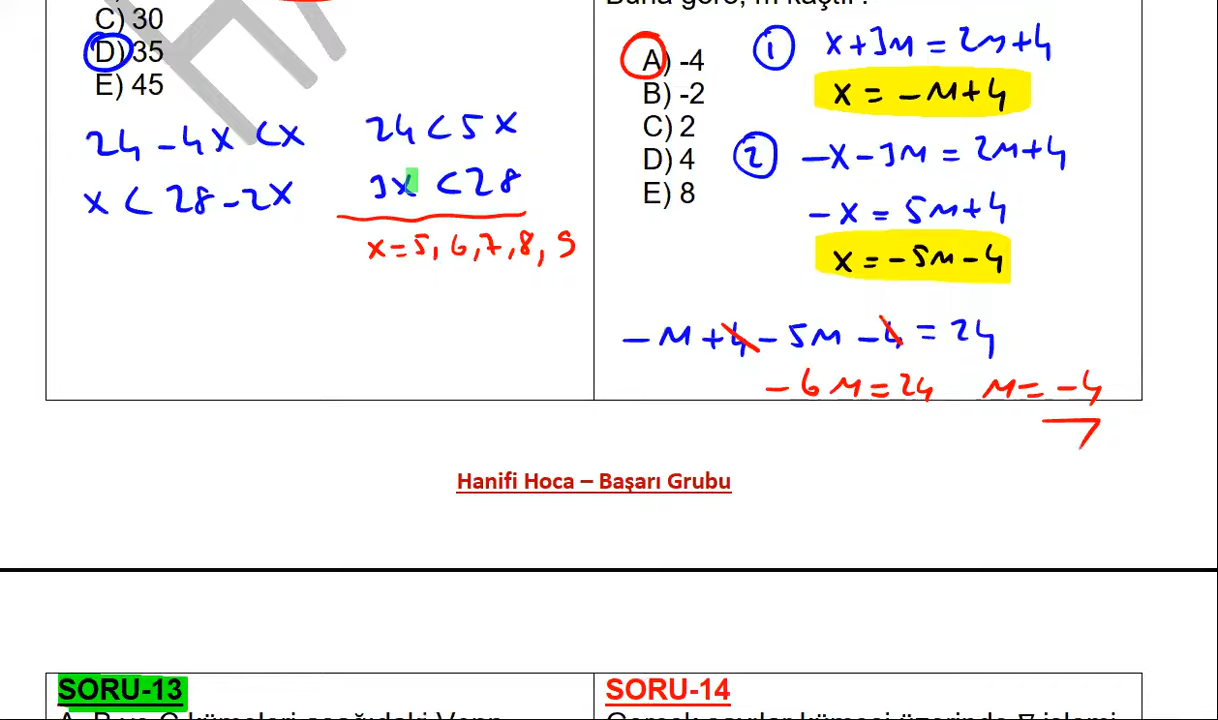 C) 30
D) 35
E) 45
24 - 4x < x
24 < 5x
x < 28 - 2x
3x < 28
x = 5, 6, 7, 8, 9
A) -4
B) -2
C) 2
D) 4
E) 8
1 x + 3m = 2m + 4
x = -m + 4
2 -x - 3m = 2m + 4
-x = 5m + 4
x = -5m - 4
-m + 4 - 5m - 4 = 24
-6m = 24 m = -4
Hanifi Hoca – Başarı Grubu
SORU-13
SORU-14